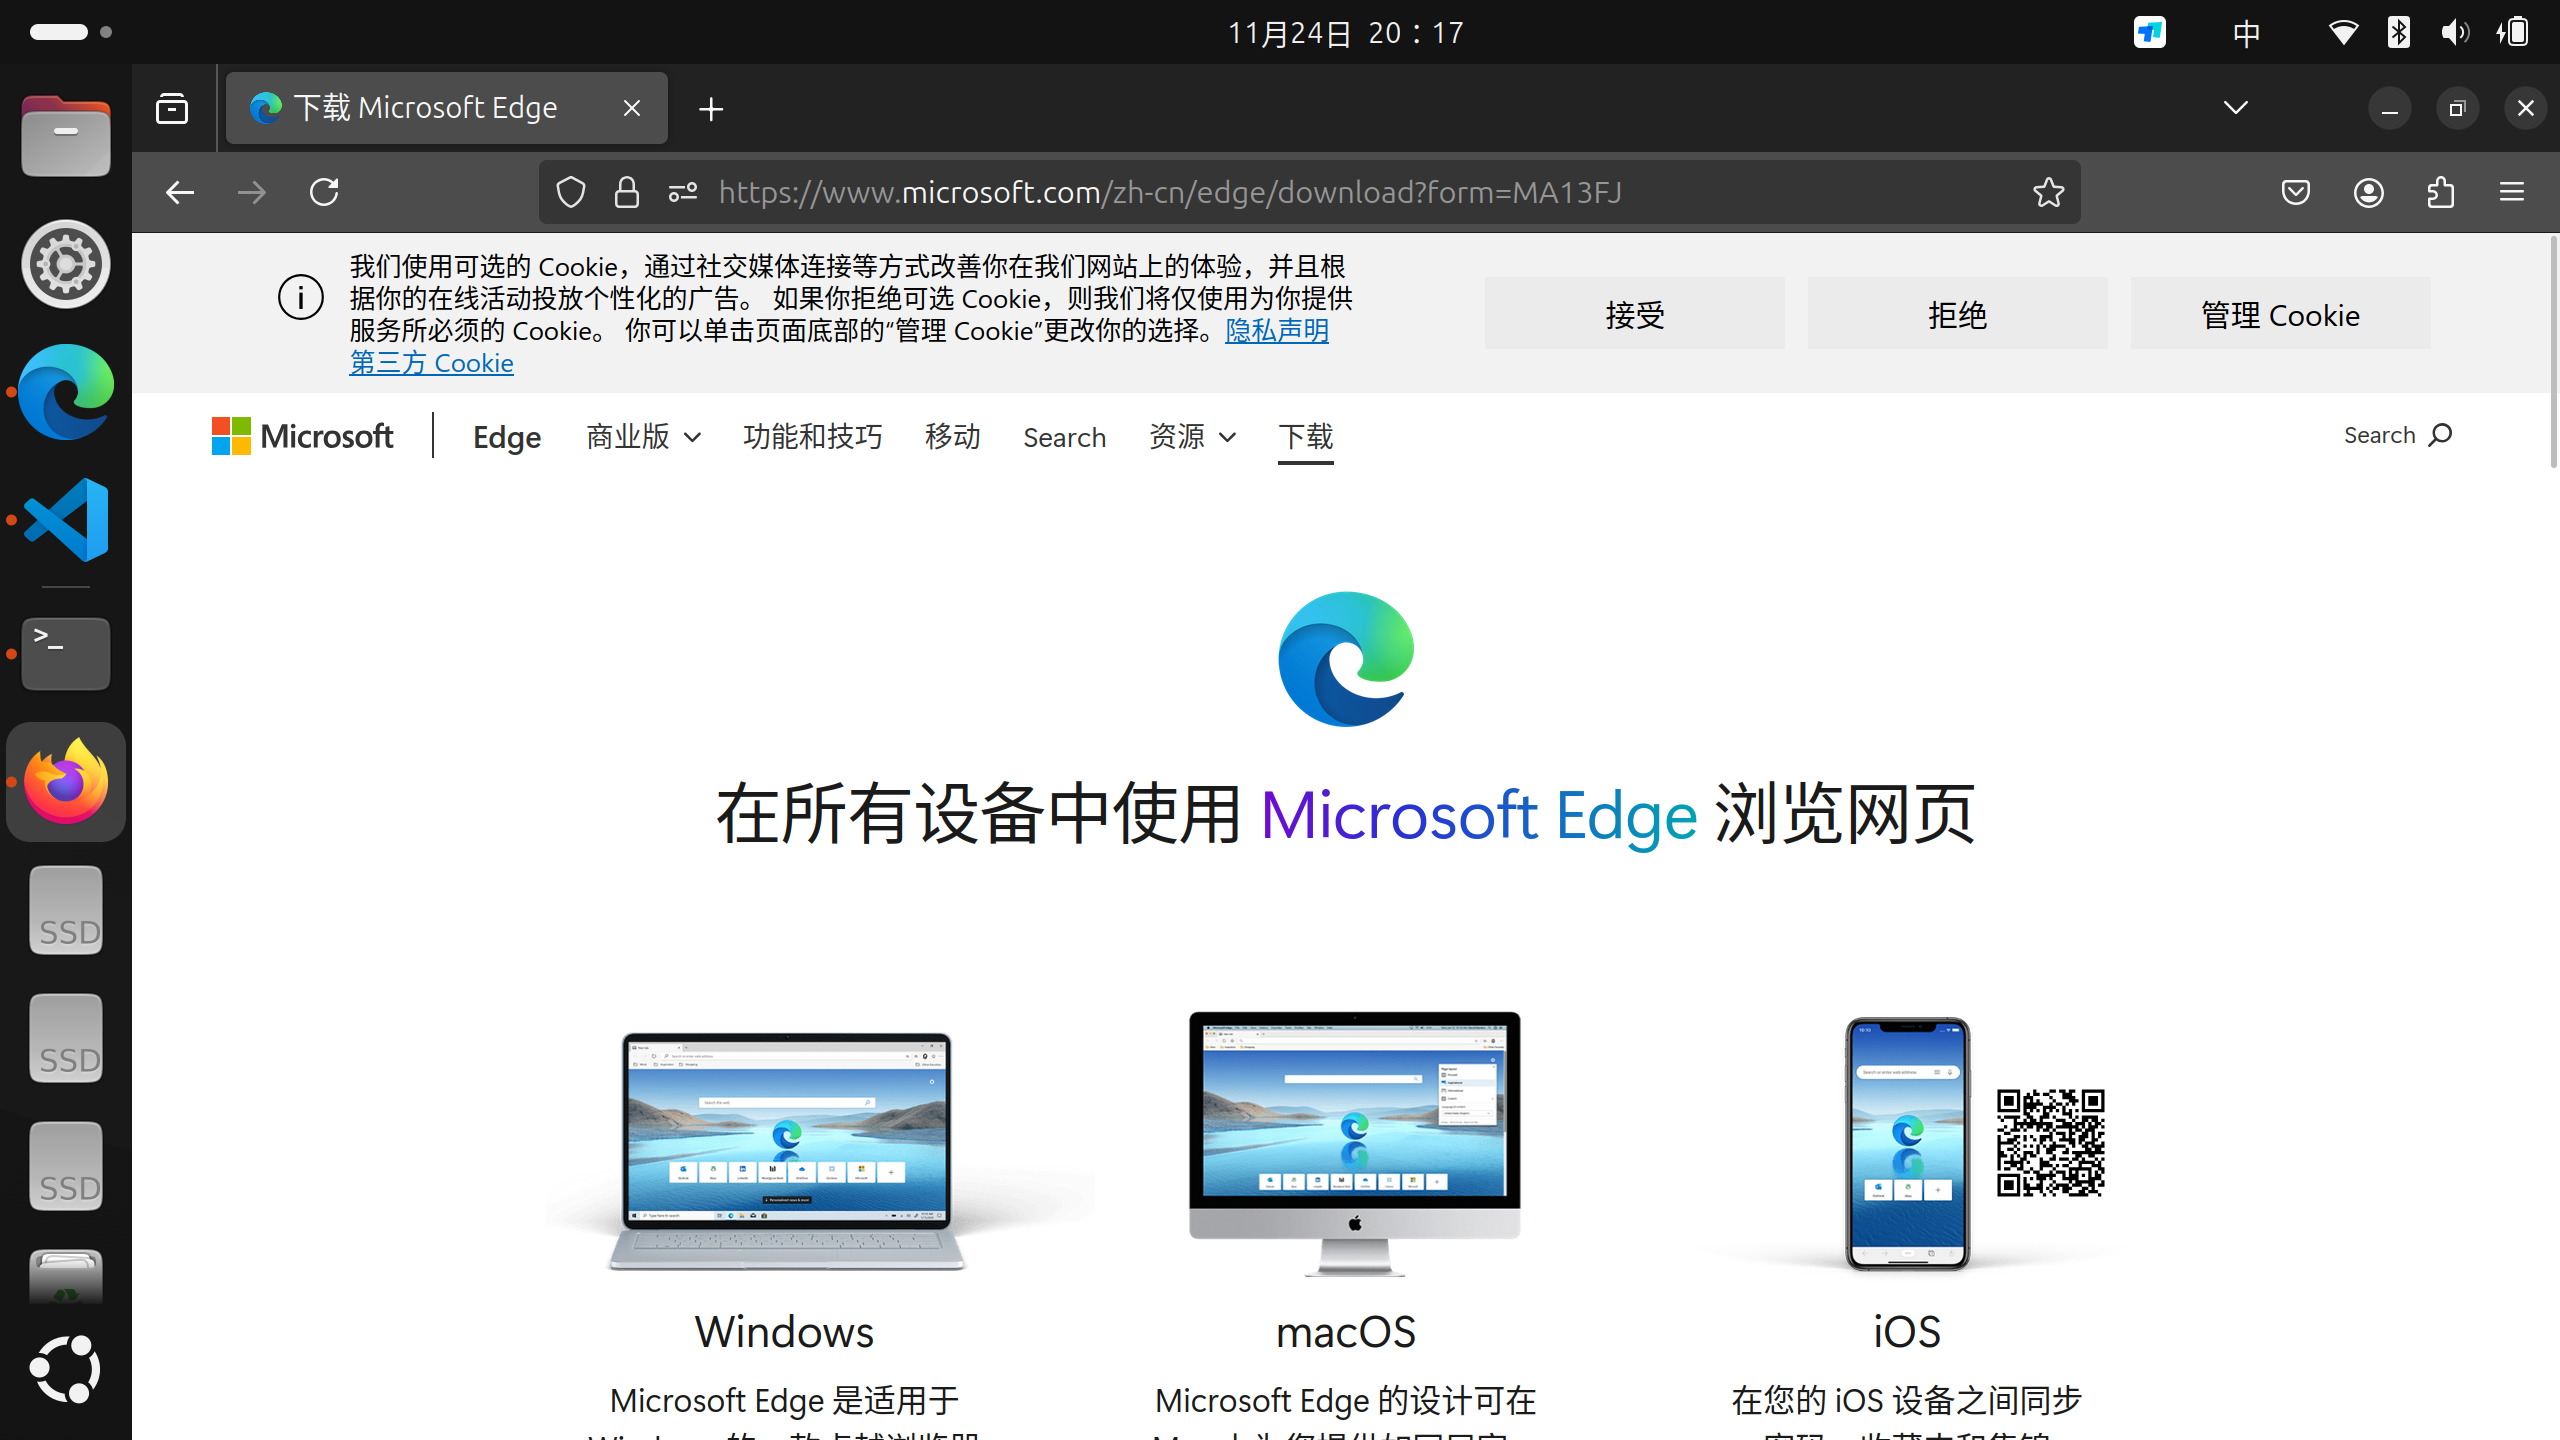 11月24日 20：17
中
下载 Microsoft Edge
https://www.microsoft.com/zh-cn/edge/download?form=MA13FJ
我们使用可选的 Cookie，通过社交媒体连接等方式改善你在我们网站上的体验，并且根
据你的在线活动投放个性化的广告。 如果你拒绝可选 Cookie，则我们将仅使用为你提供
服务所必须的 Cookie。 你可以单击页面底部的“管理 Cookie”更改你的选择。隐私声明
第三方 Cookie
接受
拒绝
管理 Cookie
Microsoft
Edge
商业版
功能和技巧
移动
Search
资源
下载
Search
>_
SSD
SSD
SSD
在所有设备中使用 Microsoft Edge 浏览网页
Windows
macOS
iOS
Microsoft Edge 是适用于
Microsoft Edge 的设计可在
在您的 iOS 设备之间同步